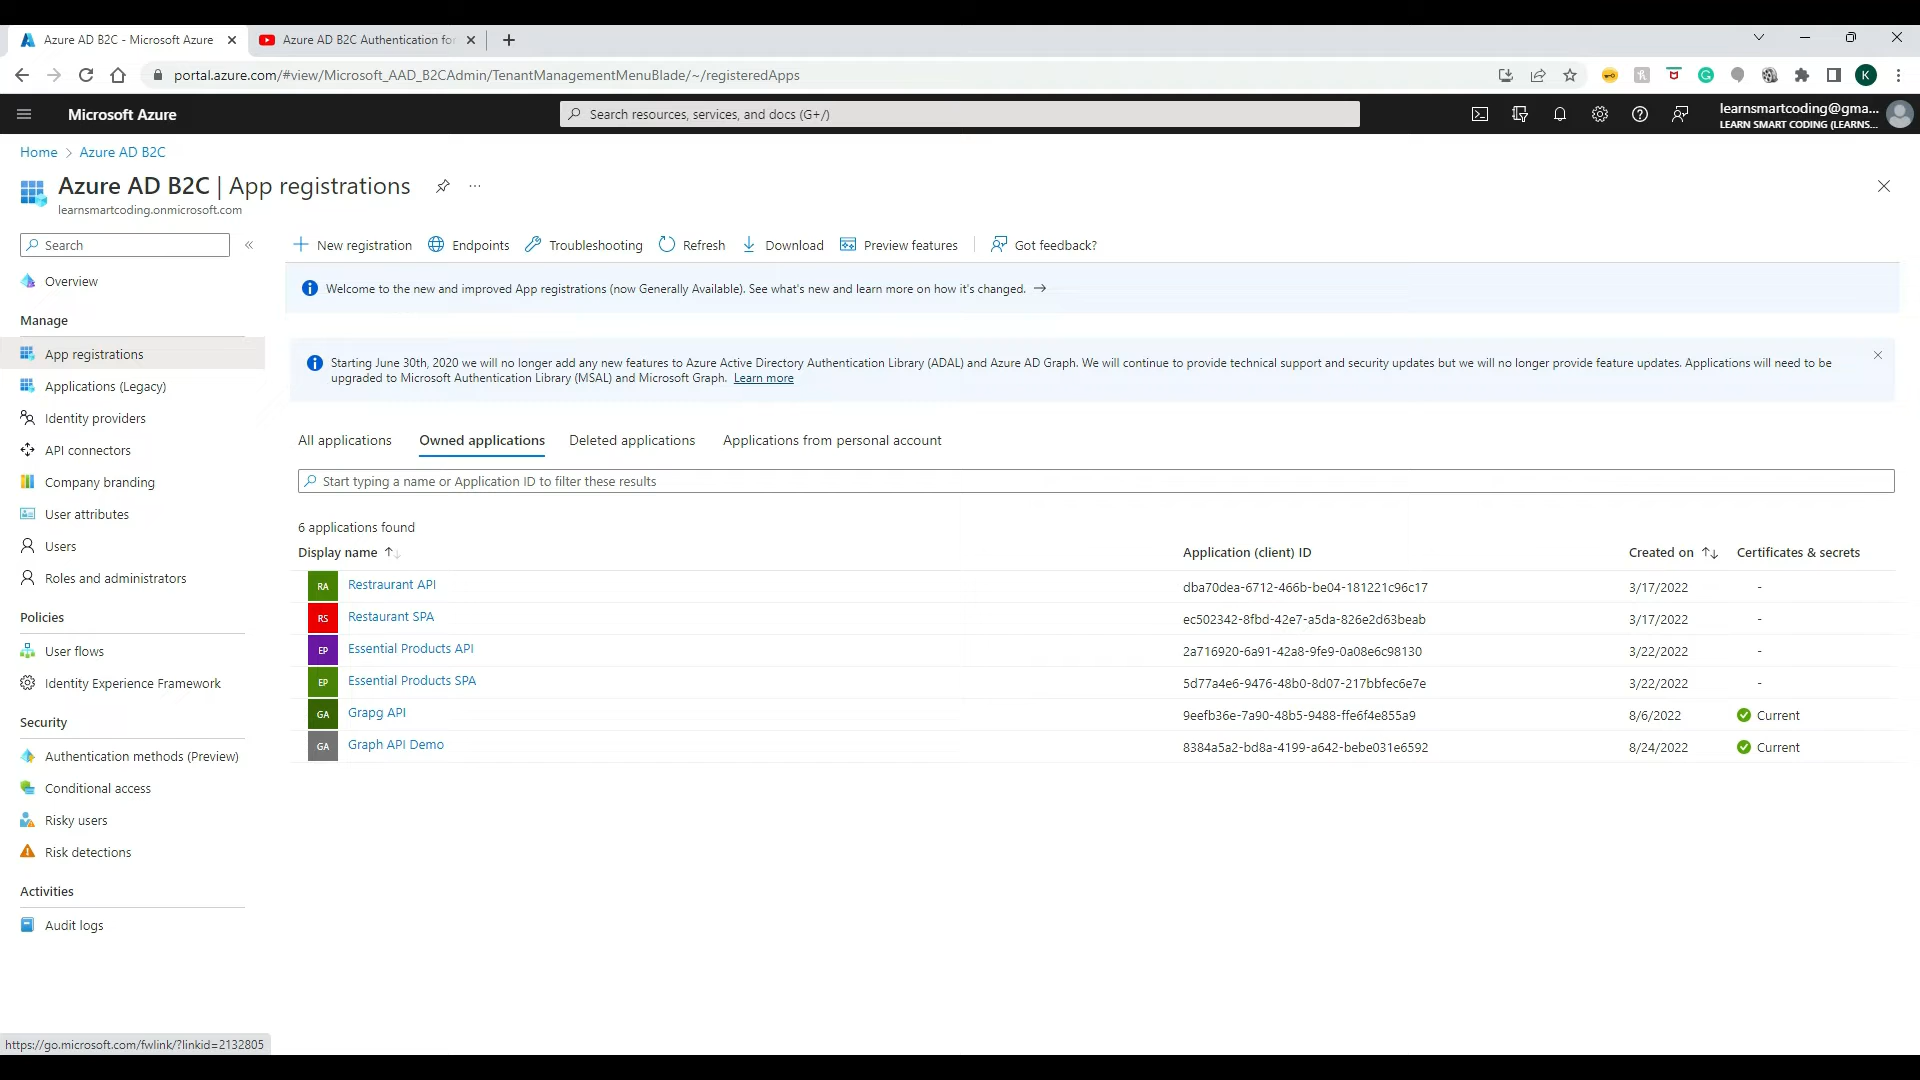 Azure AD B2C - Microsoft Azure
Azure AD B2C Authentication fo
portal.azure.com/#view/Microsoft_AAD_B2CAdmin/TenantManagementMenuBlade/~/registeredApps
K
Microsoft Azure
Search resources, services, and docs (G+/)
learnsmartcoding@gma...
LEARN SMART CODING (LEARNS...
Home > Azure AD B2C
Azure AD B2C | App registrations
...
learnsmartcoding.onmicrosoft.com
Search
«
New registration
Endpoints
Troubleshooting
Refresh
Download
Preview features
Got feedback?
Overview
Manage
App registrations
Applications (Legacy)
Identity providers
API connectors
Company branding
User attributes
Users
Roles and administrators
Policies
User flows
Identity Experience Framework
Security
Authentication methods (Preview)
Conditional access
Risky users
Risk detections
Activities
Audit logs
Welcome to the new and improved App registrations (now Generally Available). See what's new and learn more on how it's changed. →
Starting June 30th, 2020 we will no longer add any new features to Azure Active Directory Authentication Library (ADAL) and Azure AD Graph. We will continue to provide technical support and security updates but we will no longer provide feature updates. Applications will need to be
upgraded to Microsoft Authentication Library (MSAL) and Microsoft Graph. Learn more
All applications
Owned applications
Deleted applications
Applications from personal account
Start typing a name or Application ID to filter these results
6 applications found
Display name ↑↓ Application (client) ID Created on ↑↓ Certificates & secrets
RA Restraurant API dba70dea-6712-466b-be04-181221c96c17 3/17/2022 -
RS Restaurant SPA ec502342-8fbd-42e7-a5da-826e2d63beab 3/17/2022 -
EP Essential Products API 2a716920-6a91-42a8-9fe9-0a08e6c98130 3/22/2022 -
EP Essential Products SPA 5d77a4e6-9476-48b0-8d07-217bbfec6e7e 3/22/2022 -
GA Grapg API 9eefb36e-7a90-48b5-9488-ffe6f4e855a9 8/6/2022 Current
GA Graph API Demo 8384a5a2-bd8a-4199-a642-bebe031e6592 8/24/2022 Current
https://go.microsoft.com/fwlink/?linkid=2132805